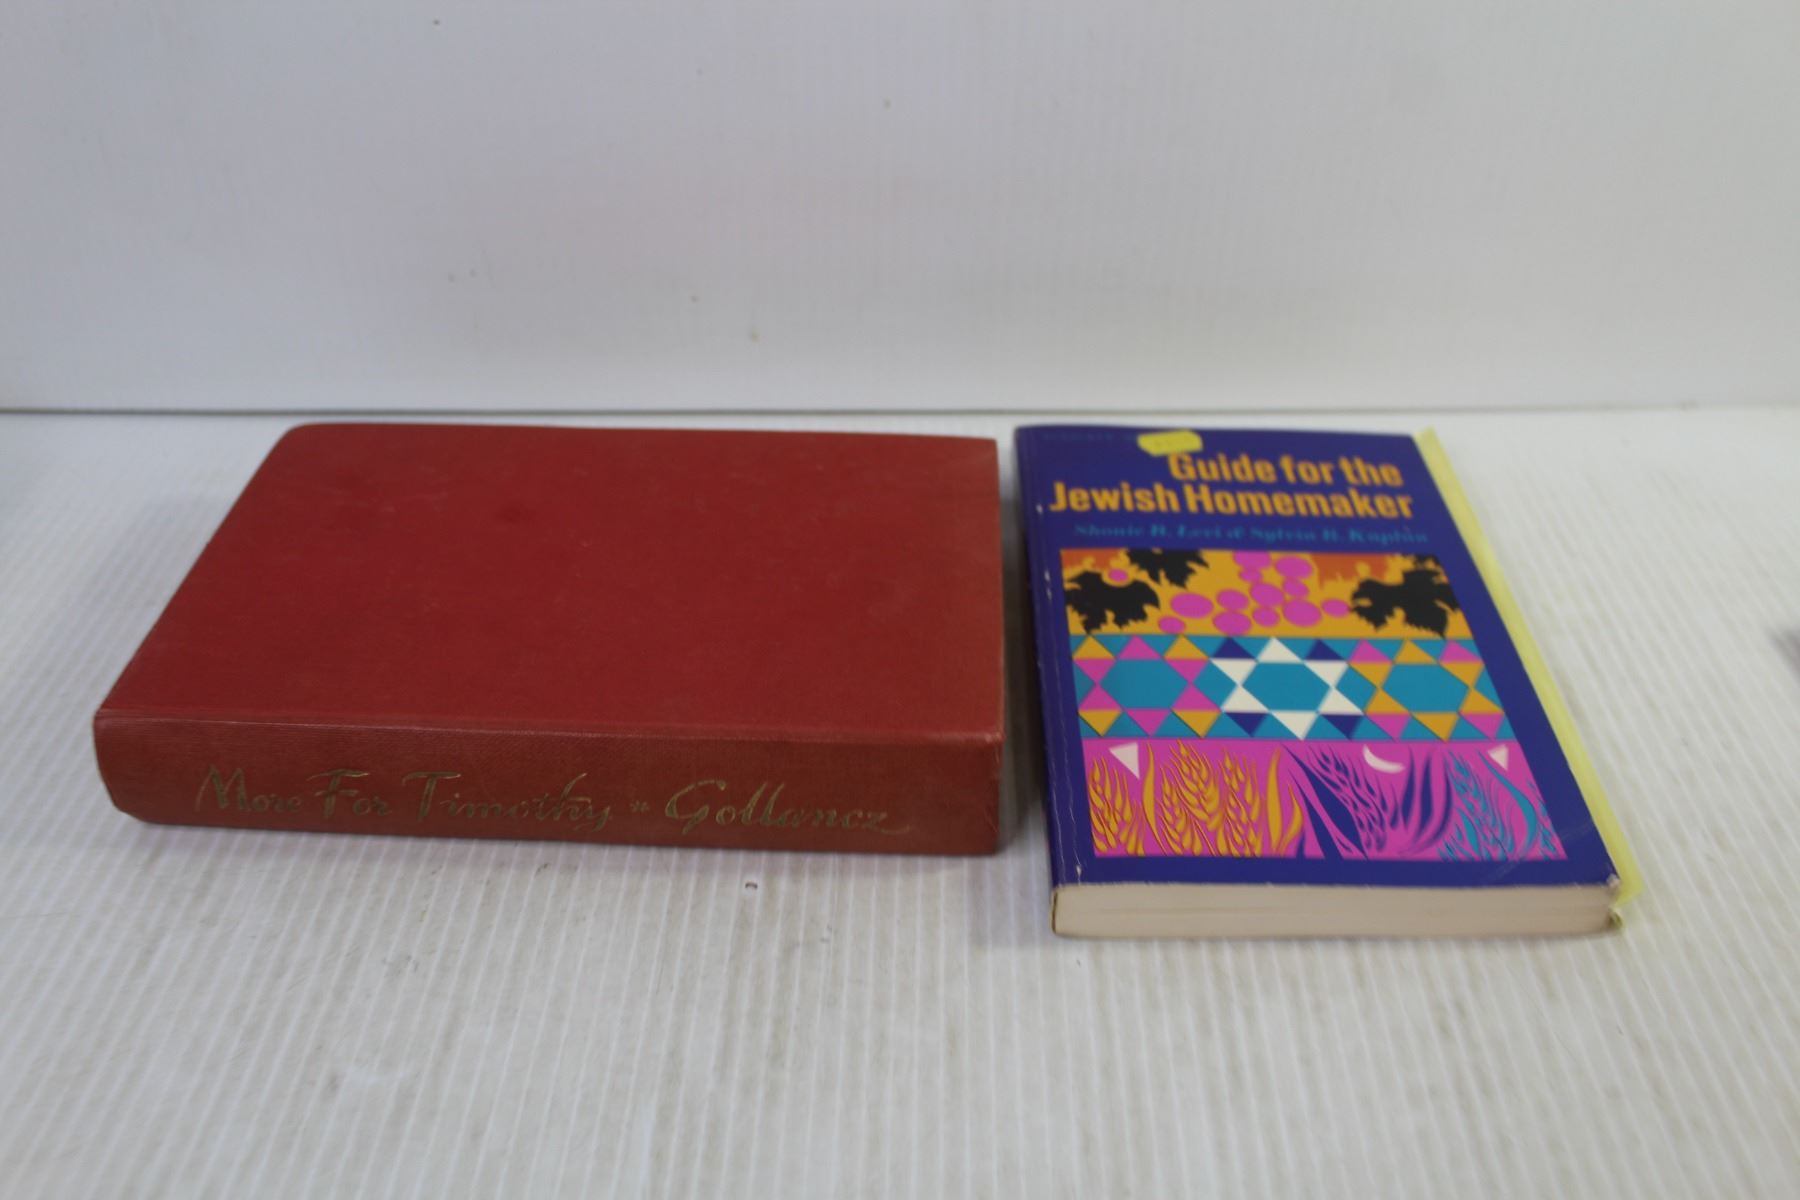 More For Timothy * Gollancz
Guide for the
Jewish Homemaker
Shonie B. Levi & Sylvia R. Kaplan